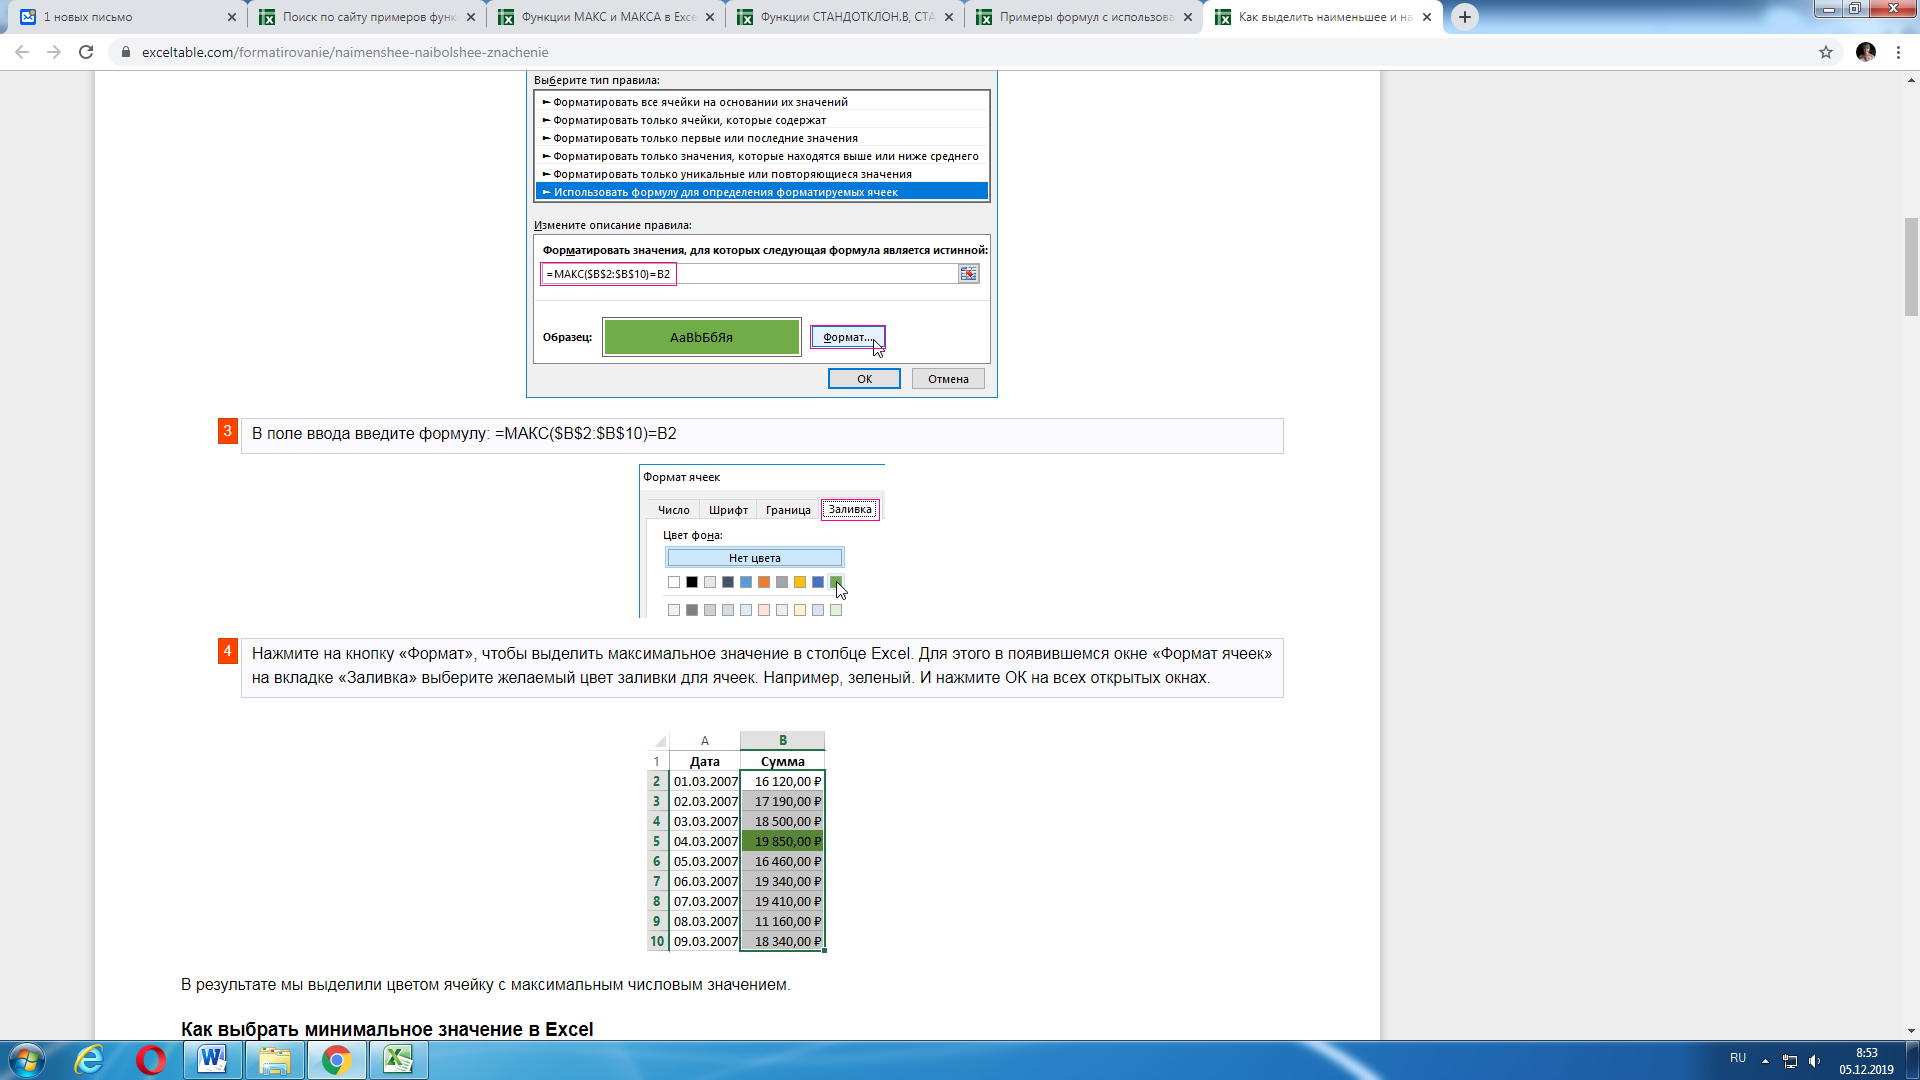 1 новых письмо
Поиск по сайту примеров функ
Функции МАКС и МАКСА в Exce
Функции СТАНДОТКЛОН.В, СТА
Примеры формул с использова
Как выделить наименьшее и на
exceltable.com/formatirovanie/naimenshee-naibolshee-znachenie
Выберите тип правила:
► Форматировать все ячейки на основании их значений
► Форматировать только ячейки, которые содержат
► Форматировать только первые или последние значения
► Форматировать только значения, которые находятся выше или ниже среднего
► Форматировать только уникальные или повторяющиеся значения
► Использовать формулу для определения форматируемых ячеек
Измените описание правила:
Форматировать значения, для которых следующая формула является истинной:
=МАКС($B$2:$B$10)=B2
Образец:
АаВbБбЯя
Формат...
ОК
Отмена
3
В поле ввода введите формулу: =МАКС($B$2:$B$10)=B2
Формат ячеек
Число Шрифт Граница Заливка
Цвет фона:
Нет цвета
4
Нажмите на кнопку «Формат», чтобы выделить максимальное значение в столбце Excel. Для этого в появившемся окне «Формат ячеек»
на вкладке «Заливка» выберите желаемый цвет заливки для ячеек. Например, зеленый. И нажмите ОК на всех открытых окнах.
A B
1 Дата Сумма
2 01.03.2007 16 120,00 ₽
3 02.03.2007 17 190,00 ₽
4 03.03.2007 18 500,00 ₽
5 04.03.2007 19 850,00 ₽
6 05.03.2007 16 460,00 ₽
7 06.03.2007 19 340,00 ₽
8 07.03.2007 19 410,00 ₽
9 08.03.2007 11 160,00 ₽
10 09.03.2007 18 340,00 ₽
В результате мы выделили цветом ячейку с максимальным числовым значением.
Как выбрать минимальное значение в Excel
RU
8:53
05.12.2019